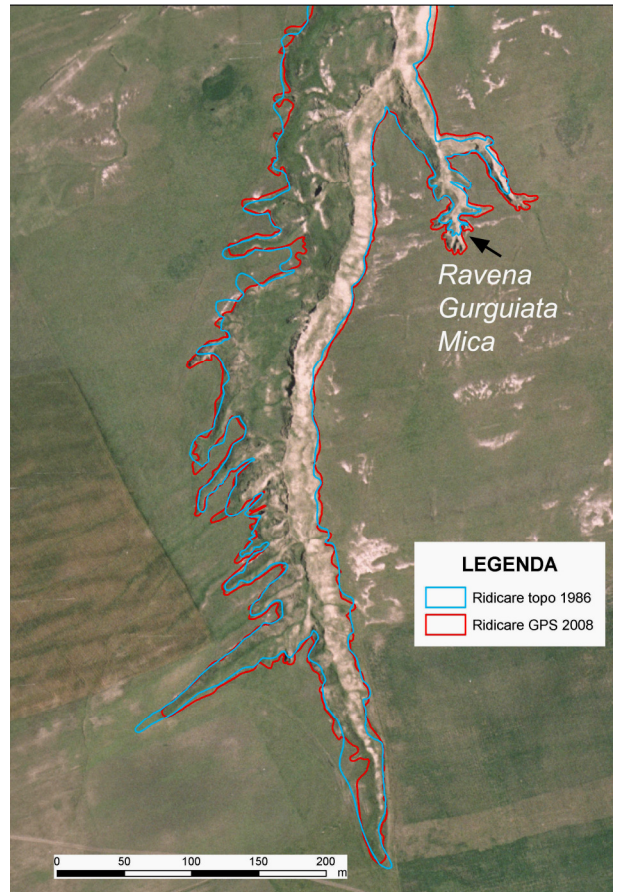 Ravena
Gurguiata
Mica
LEGENDA
Ridicare topo 1986
Ridicare GPS 2008
0 50 100 150 200
m